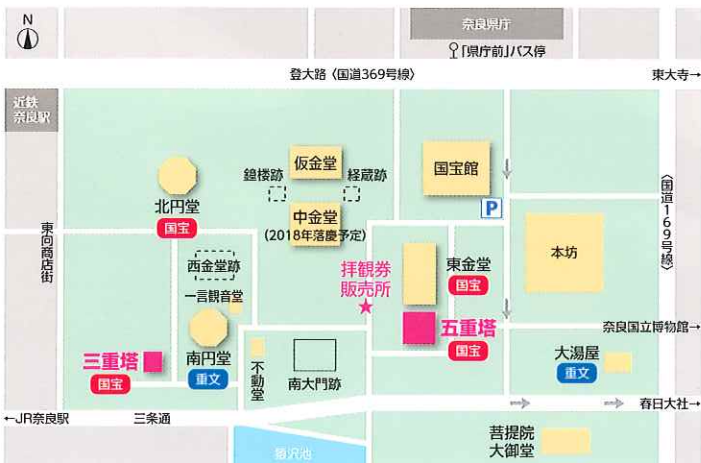 N
奈良県庁
「県庁前」バス停
登大路〈国道369号線〉
東大寺→
近鉄
奈良駅
仮金堂
国宝館
鐘楼跡
経蔵跡
北円堂
国宝
中金堂
(2018年落慶予定)
P
〈国道169号線〉
東向商店街
西金堂跡
拝観券
販売所
東金堂
国宝
本坊
一言観音堂
五重塔
国宝
奈良国立博物館→
三重塔
国宝
南円堂
重文
不動堂
南大門跡
大湯屋
重文
←JR奈良駅
三条通
春日大社→
猿沢池
菩提院
大御堂